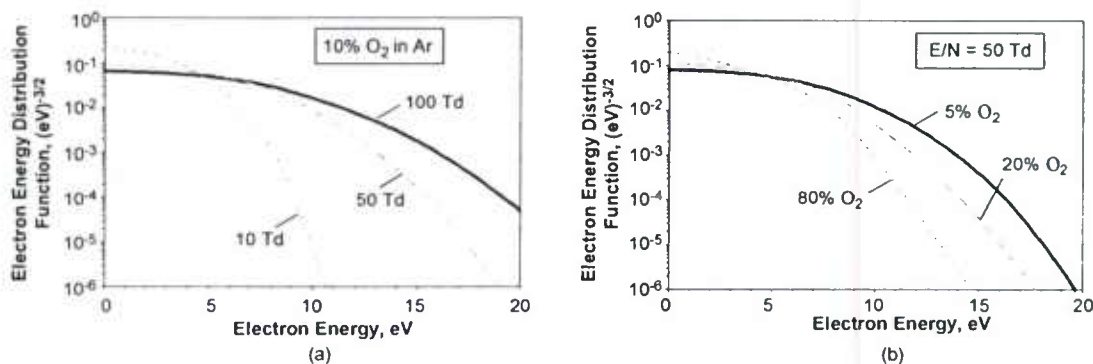 Electron Energy Distribution
Function, (eV)-3/2
10⁰
10⁻¹
10⁻²
10⁻³
10⁻⁴
10⁻⁵
10⁻⁶
10% O₂ in Ar
100 Td
50 Td
10 Td
0
5
10
15
20
Electron Energy, eV
(a)
Electron Energy Distribution
Function, (eV)-3/2
10⁰
10⁻¹
10⁻²
10⁻³
10⁻⁴
10⁻⁵
10⁻⁶
E/N = 50 Td
5% O₂
20% O₂
80% O₂
0
5
10
15
20
Electron Energy, eV
(b)